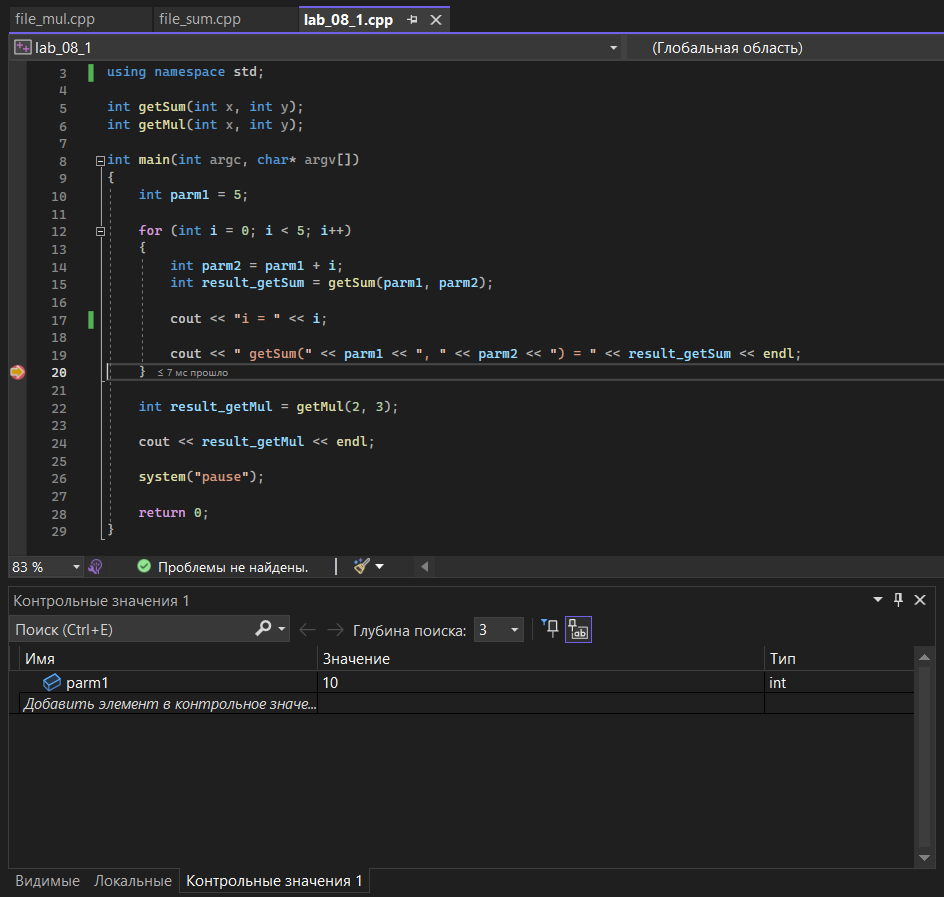 file_mul.cpp file_sum.cpp lab_08_1.cpp
lab_08_1 (Глобальная область)
3 using namespace std;
4
5 int getSum(int x, int y);
6 int getMul(int x, int y);
7
8 int main(int argc, char* argv[])
9 {
10 int parm1 = 5;
11
12 for (int i = 0; i < 5; i++)
13 {
14 int parm2 = parm1 + i;
15 int result_getSum = getSum(parm1, parm2);
16
17 cout << "i = " << i;
18
19 cout << " getSum(" << parm1 << ", " << parm2 << ") = " << result_getSum << endl;
20 } ≤ 7 мс прошло
21
22 int result_getMul = getMul(2, 3);
23
24 cout << result_getMul << endl;
25
26 system("pause");
27
28 return 0;
29 }
83 % Проблемы не найдены.
Контрольные значения 1
Поиск (Ctrl+E) Глубина поиска: 3
Имя Значение Тип
parm1 10 int
Добавить элемент в контрольное значе...
Видимые Локальные Контрольные значения 1